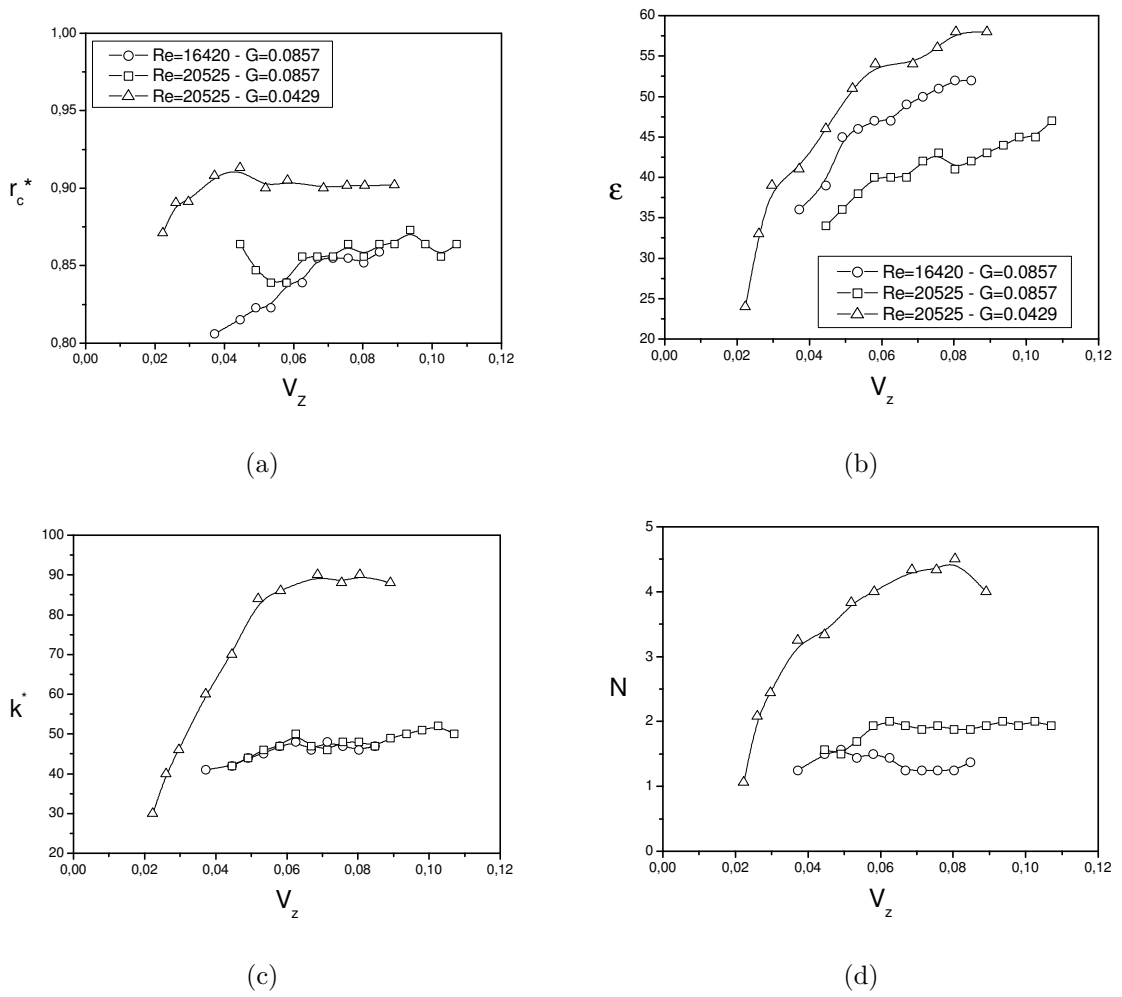 1,00
0,95
0,90
0,85
0,80
r_c*
0,00 0,02 0,04 0,06 0,08 0,10 0,12
V_z
Re=16420 - G=0.0857
Re=20525 - G=0.0857
Re=20525 - G=0.0429
(a)
60
55
50
45
40
35
30
25
20
ε
0,00 0,02 0,04 0,06 0,08 0,10 0,12
V_z
Re=16420 - G=0.0857
Re=20525 - G=0.0857
Re=20525 - G=0.0429
(b)
100
90
80
70
60
50
40
30
20
k*
0,00 0,02 0,04 0,06 0,08 0,10 0,12
V_z
(c)
5
4
3
2
1
0
N
0,00 0,02 0,04 0,06 0,08 0,10 0,12
V_z
(d)